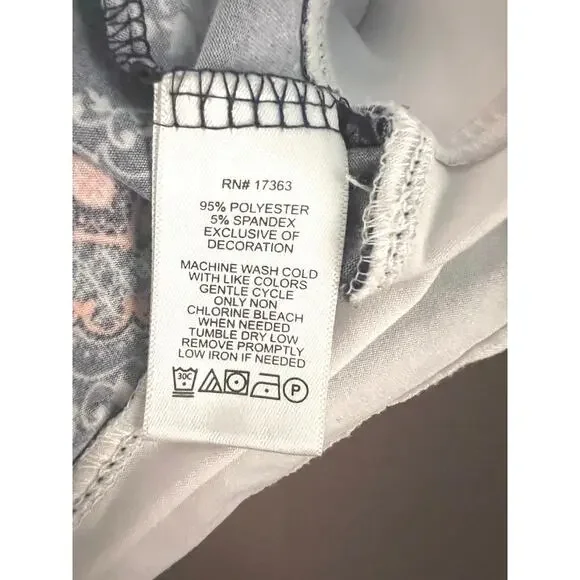 RN# 17363
95% POLYESTER
5% SPANDEX
EXCLUSIVE OF
DECORATION
MACHINE WASH COLD
WITH LIKE COLORS
GENTLE CYCLE
ONLY NON
CHLORINE BLEACH
WHEN NEEDED
TUMBLE DRY LOW
REMOVE PROMPTLY
LOW IRON IF NEEDED
30C P